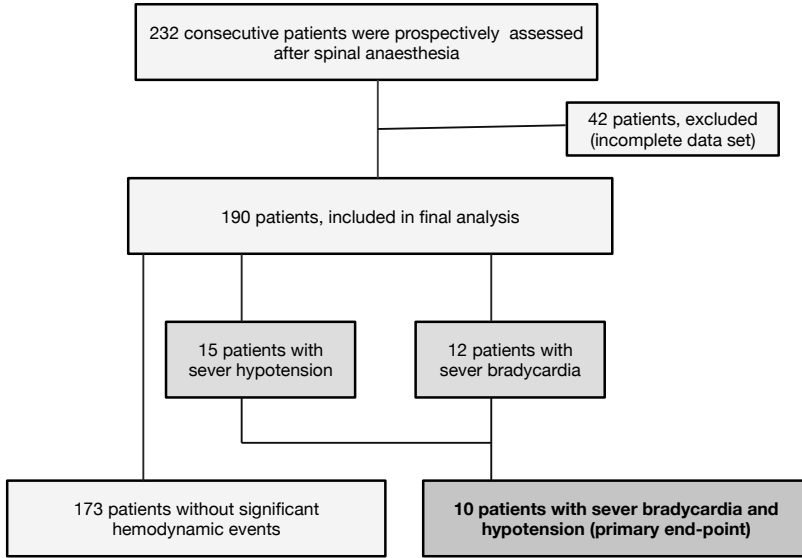 232 consecutive patients were prospectively assessed
after spinal anaesthesia
42 patients, excluded
(incomplete data set)
190 patients, included in final analysis
15 patients with
sever hypotension
12 patients with
sever bradycardia
173 patients without significant
hemodynamic events
10 patients with sever bradycardia and
hypotension (primary end-point)